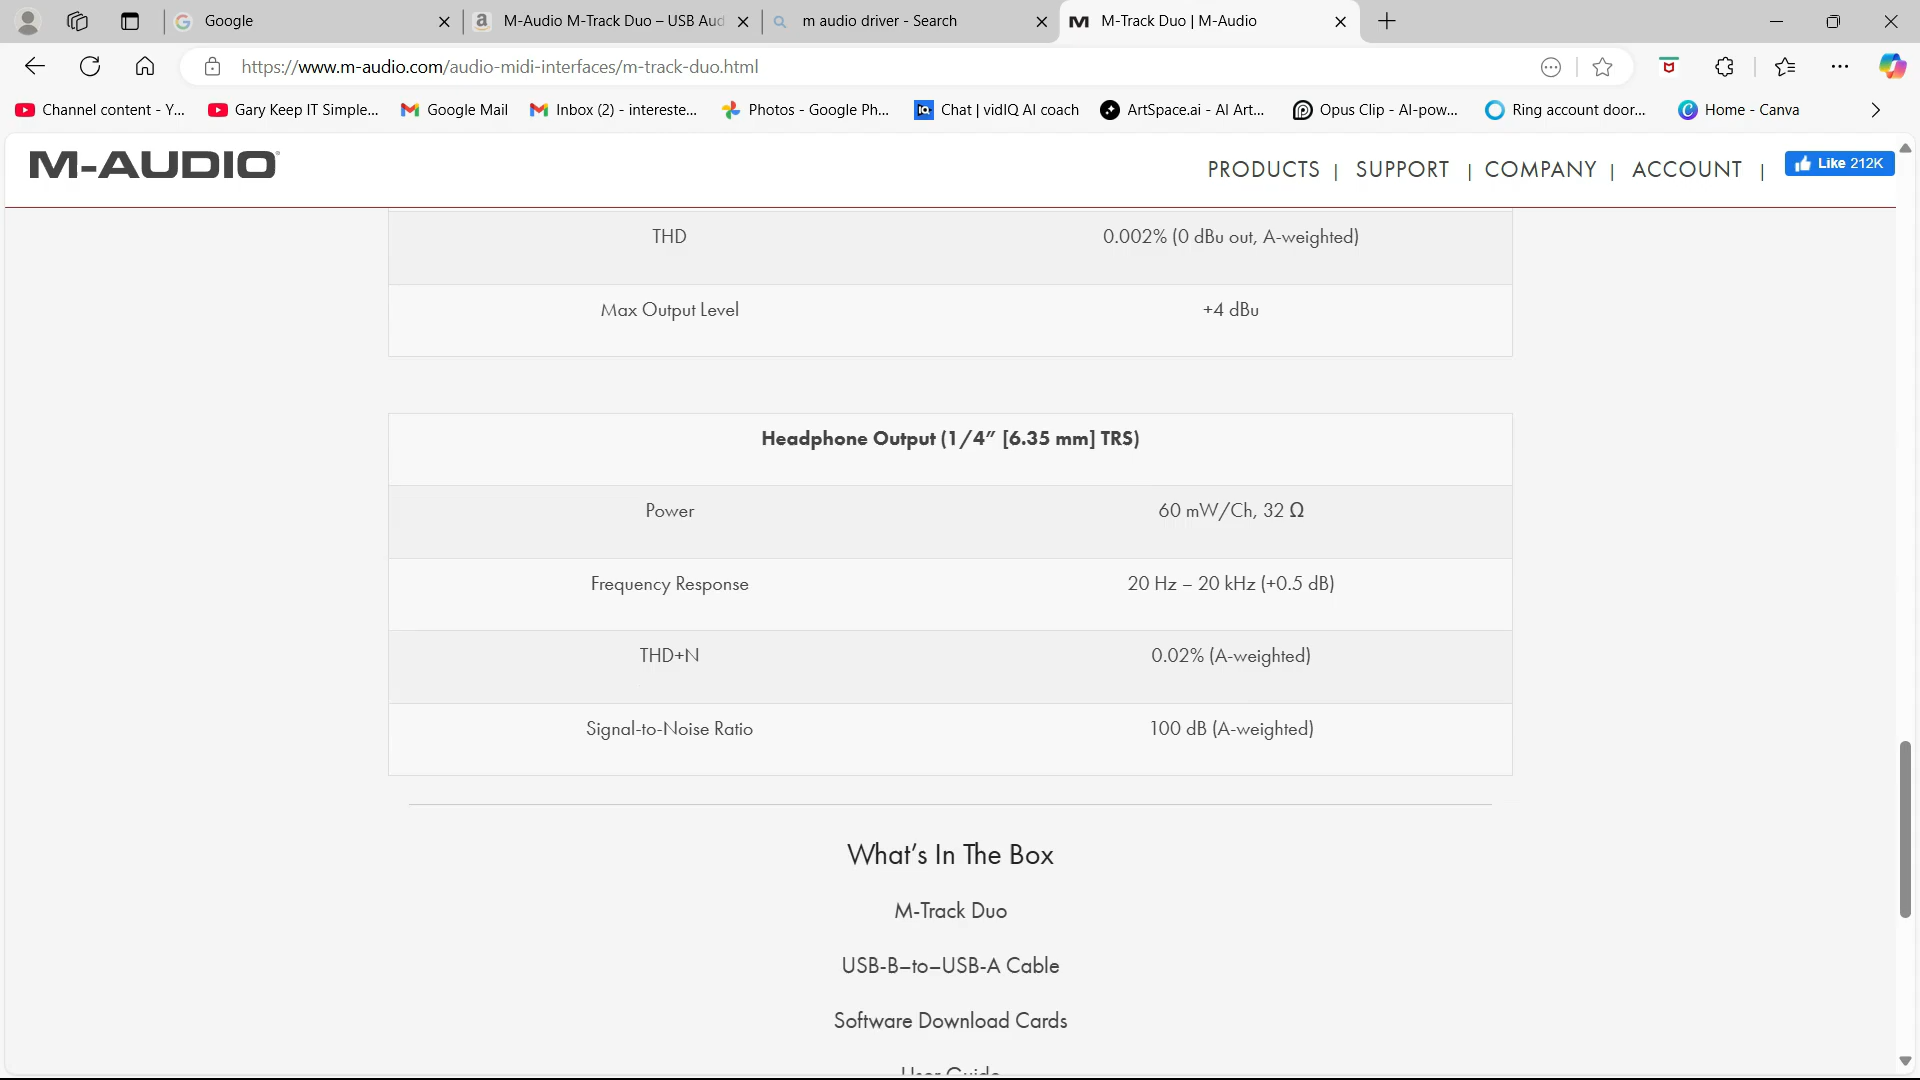 Google
M-Audio M-Track Duo – USB Aud
m audio driver - Search
M-Track Duo | M-Audio
https://www.m-audio.com/audio-midi-interfaces/m-track-duo.html
Channel content - Y...
Gary Keep IT Simple...
Google Mail
Inbox (2) - intereste...
Photos - Google Ph...
Chat | vidIQ AI coach
ArtSpace.ai - AI Art...
Opus Clip - AI-pow...
Ring account door...
Home - Canva
M-AUDIO
PRODUCTS | SUPPORT | COMPANY | ACCOUNT |
Like 212K
THD 0.002% (0 dBu out, A-weighted)
Max Output Level +4 dBu
Headphone Output (1/4” [6.35 mm] TRS)
Power 60 mW/Ch, 32 Ω
Frequency Response 20 Hz – 20 kHz (+0.5 dB)
THD+N 0.02% (A-weighted)
Signal-to-Noise Ratio 100 dB (A-weighted)
What’s In The Box
M-Track Duo
USB-B–to–USB-A Cable
Software Download Cards
User Guide